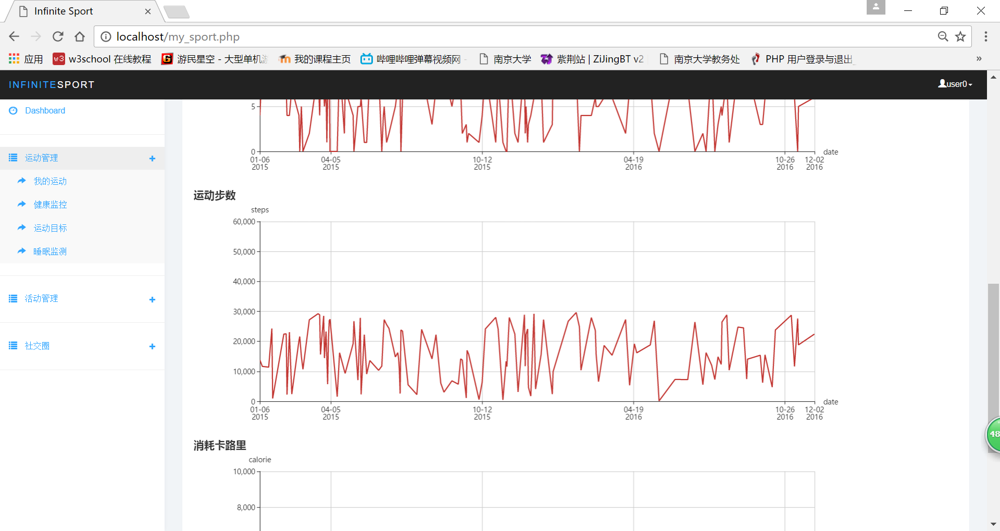 Infinite Sport
localhost/my_sport.php
应用
w3school 在线教程
游民星空 - 大型单机游
我的课程主页
哔哩哔哩弹幕视频网 -
南京大学
紫荆站 | ZiJingBT v2
南京大学教务处
PHP 用户登录与退出_
»
INFINITESPORT
user0
Dashboard
运动管理
我的运动
健康监控
运动目标
睡眠监测
活动管理
社交圈
5
0
date
01-06 04-05 10-12 04-19 10-26 12-02
2015 2015 2015 2016 2016 2016
运动步数
steps
60,000
50,000
40,000
30,000
20,000
10,000
0
date
01-06 04-05 10-12 04-19 10-26 12-02
2015 2015 2015 2016 2016 2016
消耗卡路里
calorie
10,000
8,000
48